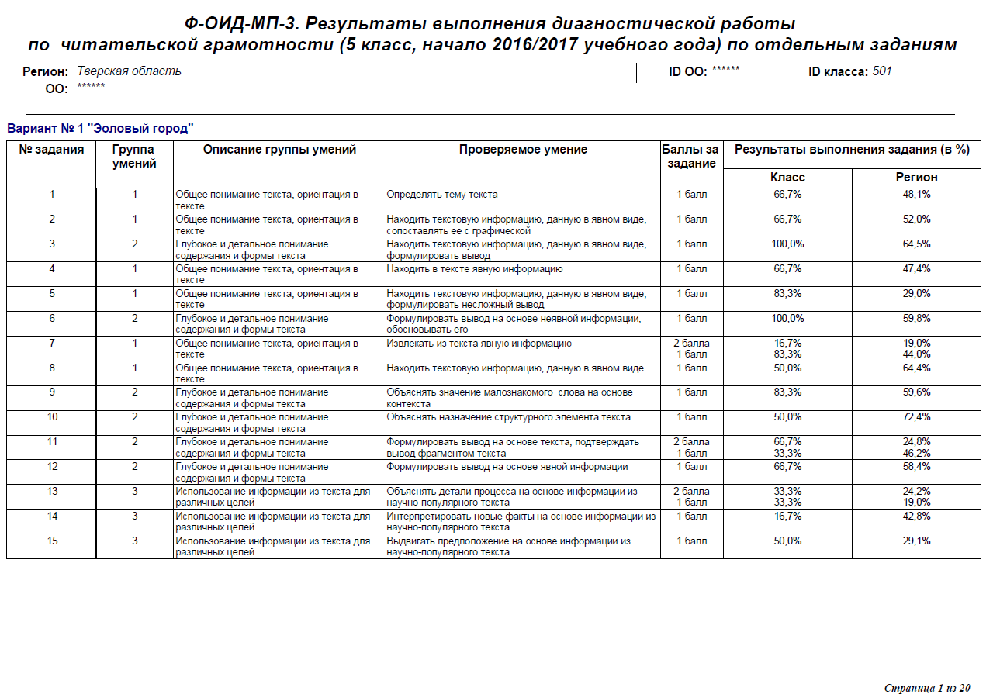 Ф-ОИД-МП-3. Результаты выполнения диагностической работы
по читательской грамотности (5 класс, начало 2016/2017 учебного года) по отдельным заданиям
Регион: Тверская область ID ОО: ****** ID класса: 501
ОО: ******
Вариант № 1 "Эоловый город"
№ задания Группа Описание группы умений Проверяемое умение Баллы за Результаты выполнения задания (в %)
умений задание
Класс Регион
1 1 Общее понимание текста, ориентация в Определять тему текста 1 балл 66,7% 48,1%
тексте
2 1 Общее понимание текста, ориентация в Находить текстовую информацию, данную в явном виде, 1 балл 66,7% 52,0%
тексте сопоставлять ее с графической
3 2 Глубокое и детальное понимание Находить текстовую информацию, данную в явном виде, 1 балл 100,0% 64,5%
содержания и формы текста формулировать вывод
4 1 Общее понимание текста, ориентация в Находить в тексте явную информацию 1 балл 66,7% 47,4%
тексте
5 1 Общее понимание текста, ориентация в Находить текстовую информацию, данную в явном виде, 1 балл 83,3% 29,0%
тексте формулировать несложный вывод
6 2 Глубокое и детальное понимание Формулировать вывод на основе неявной информации, 1 балл 100,0% 59,8%
содержания и формы текста обосновывать его
7 1 Общее понимание текста, ориентация в Извлекать из текста явную информацию 2 балла 16,7% 19,0%
тексте 1 балл 83,3% 44,0%
8 1 Общее понимание текста, ориентация в Находить текстовую информацию, данную в явном виде 1 балл 50,0% 64,4%
тексте
9 2 Глубокое и детальное понимание Объяснять значение малознакомого слова на основе 1 балл 83,3% 59,6%
содержания и формы текста контекста
10 2 Глубокое и детальное понимание Объяснять назначение структурного элемента текста 1 балл 50,0% 72,4%
содержания и формы текста
11 2 Глубокое и детальное понимание Формулировать вывод на основе текста, подтверждать 2 балла 66,7% 24,8%
содержания и формы текста вывод фрагментом текста 1 балл 33,3% 46,2%
12 2 Глубокое и детальное понимание Формулировать вывод на основе явной информации 1 балл 66,7% 58,4%
содержания и формы текста
13 3 Использование информации из текста для Объяснять детали процесса на основе информации из 2 балла 33,3% 24,2%
различных целей научно-популярного текста 1 балл 33,3% 19,0%
14 3 Использование информации из текста для Интерпретировать новые факты на основе информации из 1 балл 16,7% 42,8%
различных целей научно-популярного текста
15 3 Использование информации из текста для Выдвигать предположение на основе информации из 1 балл 50,0% 29,1%
различных целей научно-популярного текста
Страница 1 из 20